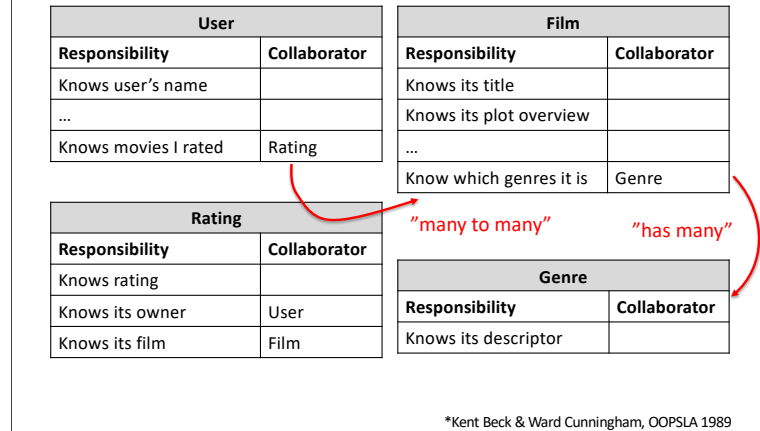 User
Responsibility Collaborator
Knows user's name
…
Knows movies I rated Rating
Film
Responsibility Collaborator
Knows its title
Knows its plot overview
…
Know which genres it is Genre
Rating
Responsibility Collaborator
Knows rating
Knows its owner User
Knows its film Film
”many to many”
”has many”
Genre
Responsibility Collaborator
Knows its descriptor
*Kent Beck & Ward Cunningham, OOPSLA 1989